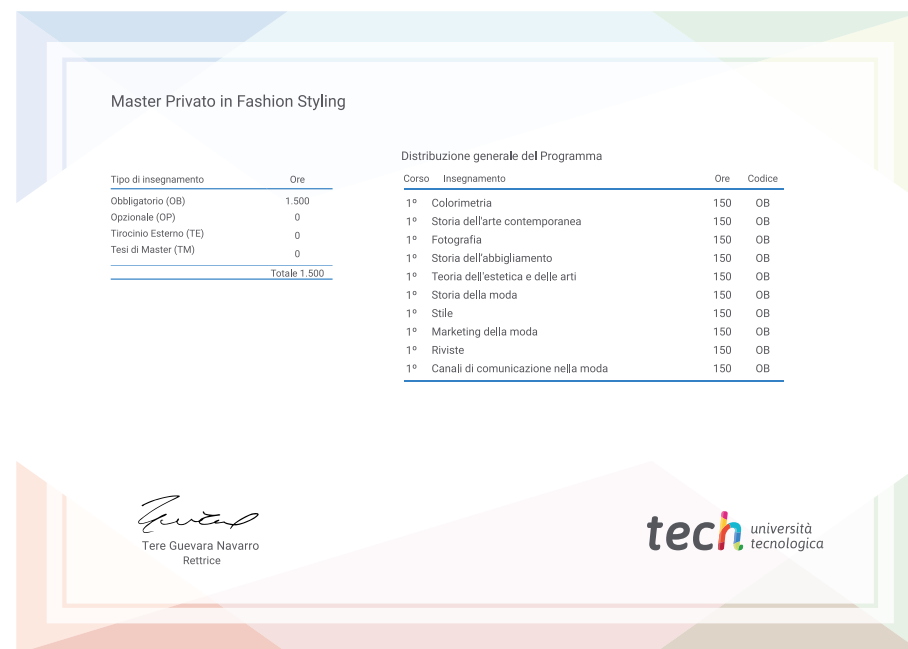 Master Privato in Fashion Styling
Tipo di insegnamento Ore
Obbligatorio (OB) 1.500
Opzionale (OP) 0
Tirocinio Esterno (TE) 0
Tesi di Master (TM) 0
Totale 1.500
Distribuzione generale del Programma
Corso Insegnamento Ore Codice
1º Colorimetria 150 OB
1º Storia dell'arte contemporanea 150 OB
1º Fotografia 150 OB
1º Storia dell'abbigliamento 150 OB
1º Teoria dell'estetica e delle arti 150 OB
1º Storia della moda 150 OB
1º Stile 150 OB
1º Marketing della moda 150 OB
1º Riviste 150 OB
1º Canali di comunicazione nella moda 150 OB
Tere Guevara Navarro
Rettrice
tech università
tecnologica